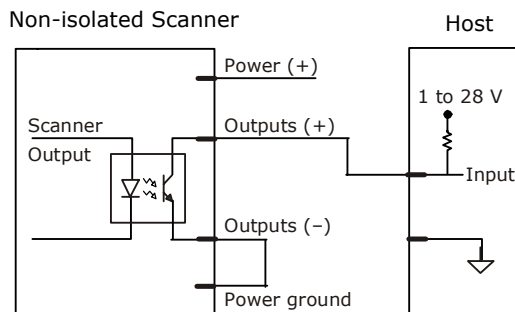 Non-isolated Scanner
Host
Power (+)
1 to 28 V
Scanner
Output
Outputs (+)
Input
Outputs (–)
Power ground